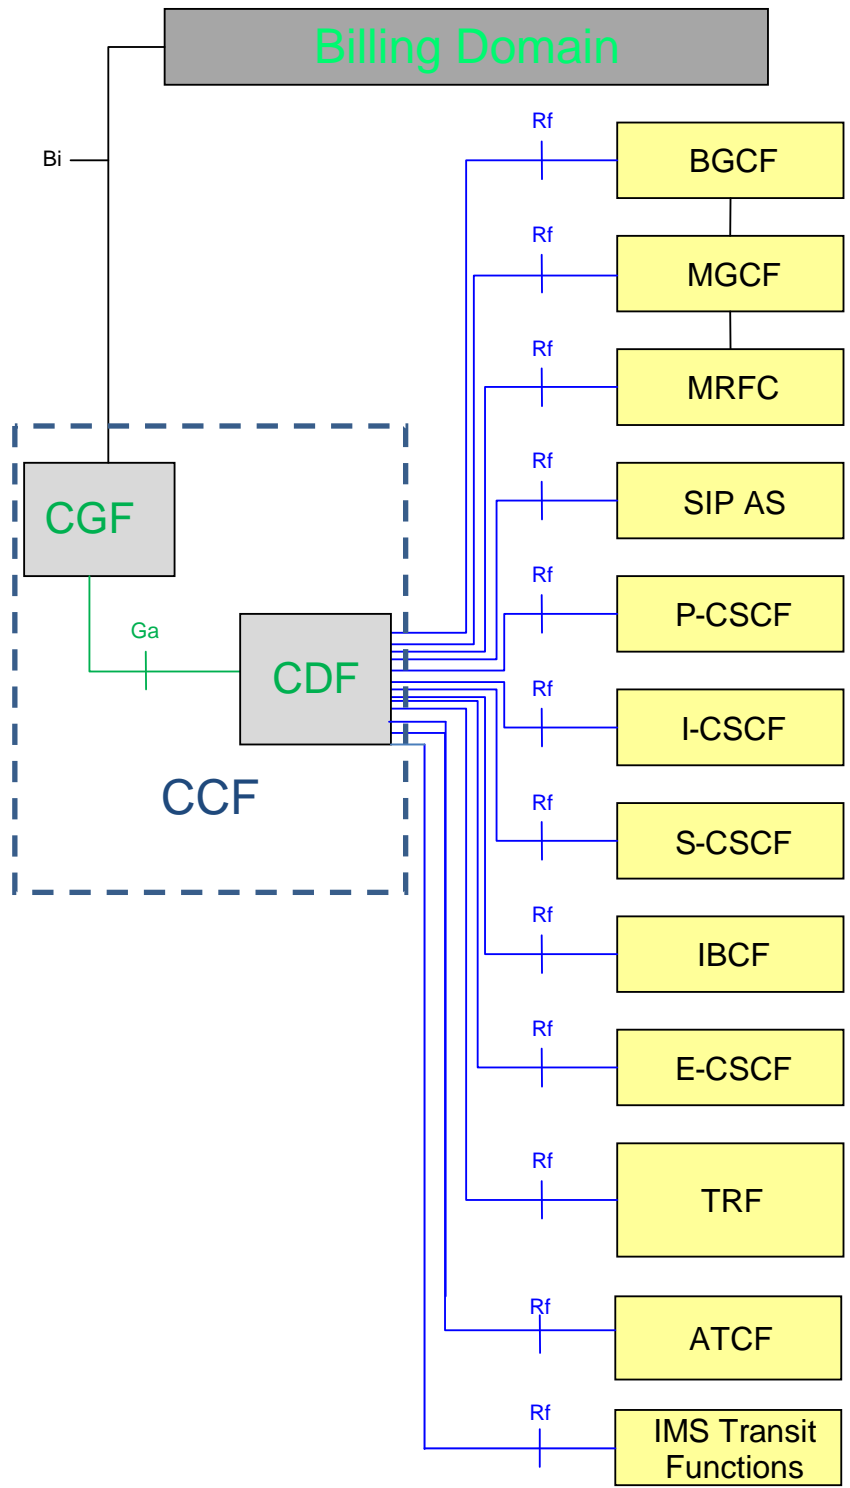 Billing Domain
Bi
Rf
BGCF
Rf
MGCF
Rf
MRFC
Rf
SIP AS
CGF
Rf
P-CSCF
Ga
CDF
Rf
I-CSCF
CCF
Rf
S-CSCF
Rf
IBCF
Rf
E-CSCF
Rf
TRF
Rf
ATCF
Rf
IMS Transit
Functions